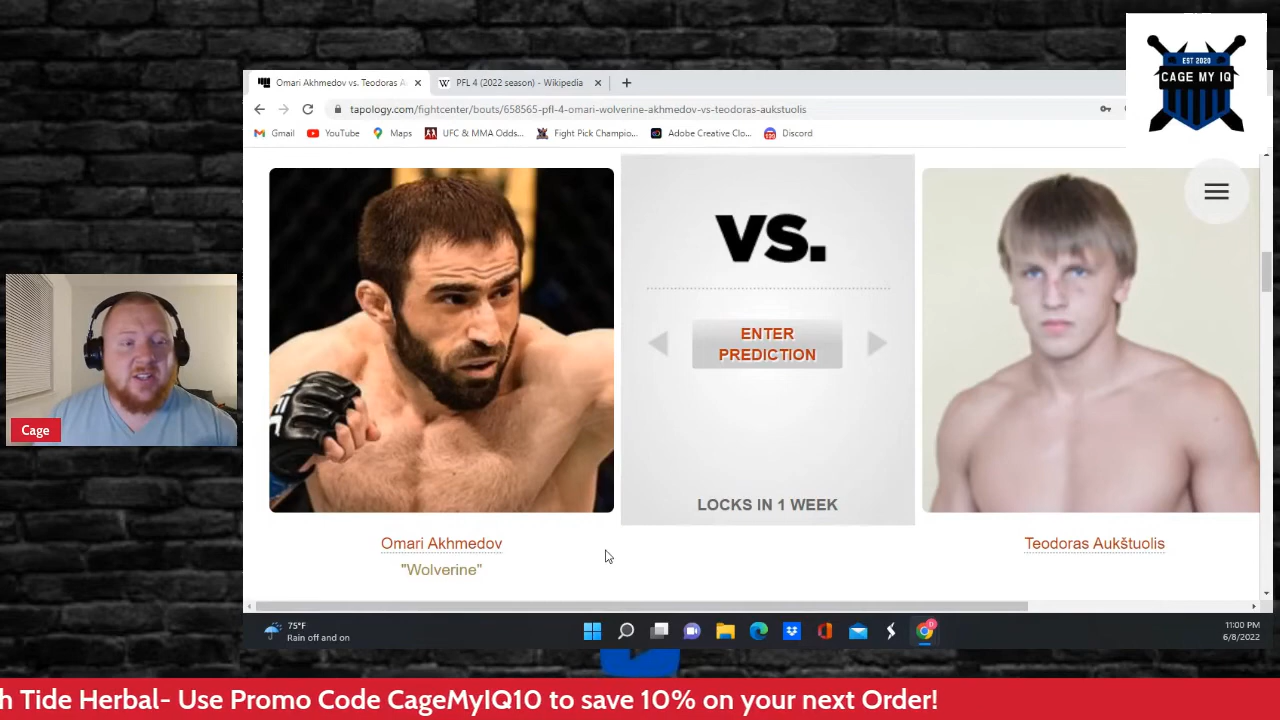 EST 2020
CAGE MY IQ
Omari Akhmedov vs. Teodoras A
PFL 4 (2022 season) - Wikipedia
tapology.com/fightcenter/bouts/658565-pfl-4-omari-wolverine-akhmedov-vs-teodoras-aukstuolis
Gmail
YouTube
Maps
UFC & MMA Odds...
Fight Pick Champio...
Adobe Creative Clo...
Discord
VS.
ENTER
PREDICTION
LOCKS IN 1 WEEK
Cage
Omari Akhmedov
"Wolverine"
Teodoras Aukštuolis
75°F
Rain off and on
11:00 PM
6/8/2022
h Tide Herbal- Use Promo Code CageMyIQ10 to save 10% on your next Order!